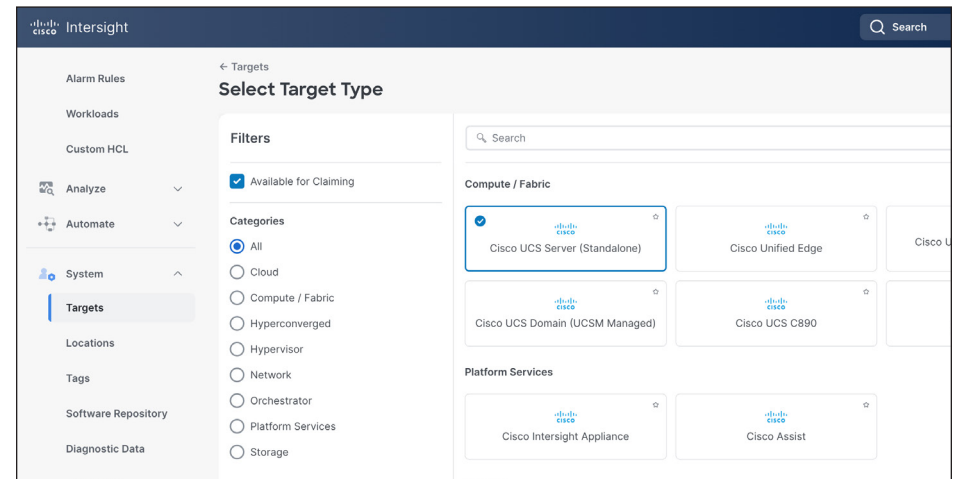 CISCO Intersight
Search
Alarm Rules
Workloads
Custom HCL
Analyze
Automate
System
Targets
Locations
Tags
Software Repository
Diagnostic Data
← Targets
Select Target Type
Filters
Available for Claiming
Categories
All
Cloud
Compute / Fabric
Hyperconverged
Hypervisor
Network
Orchestrator
Platform Services
Storage
Search
Compute / Fabric
CISCO
Cisco UCS Server (Standalone)
CISCO
Cisco Unified Edge
Cisco U
CISCO
Cisco UCS Domain (UCSM Managed)
CISCO
Cisco UCS C890
Platform Services
CISCO
Cisco Intersight Appliance
CISCO
Cisco Assist